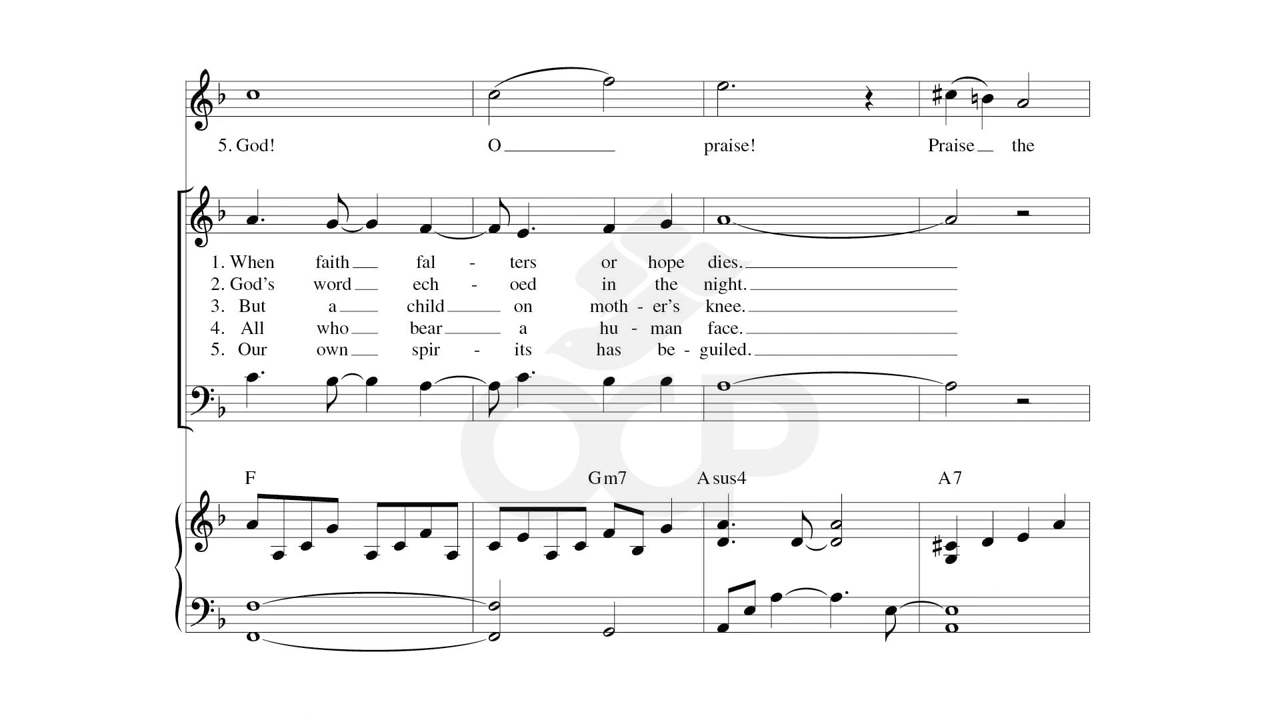 5. God! O praise! Praise the
1. When faith fal - ters or hope dies.
2. God's word ech - oed in the night.
3. But a child on moth - er's knee.
4. All who bear a hu - man face.
5. Our own spir - its has be - guiled.
F Gm7 Asus4 A7
OCP